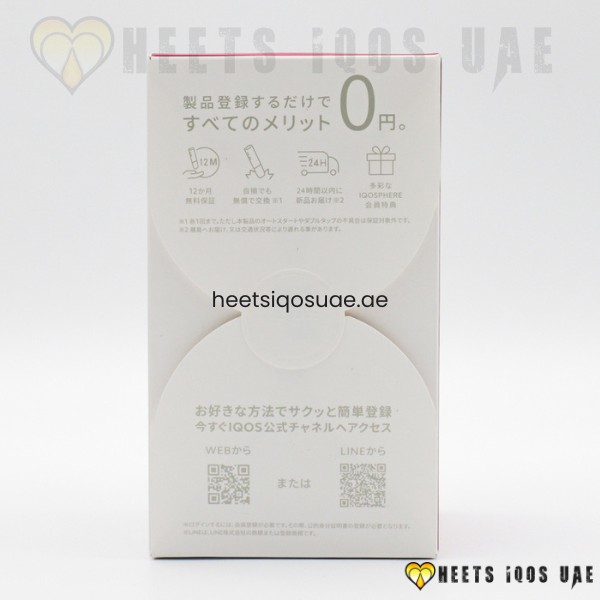 HEETS iQOS UAE
製品登録するだけで
すべてのメリット 0円。
12M
24H
12か月
無料保証
自損でも
無償で交換 ※1
24時間以内に
新品お届け※2
多彩な
IQOSPHERE
会員特典
heetsiqosuae.ae
お好きな方法でサクッと簡単登録
今すぐIQOS公式チャネルへアクセス
WEBから
または
LINEから
HEETS iQOS UAE